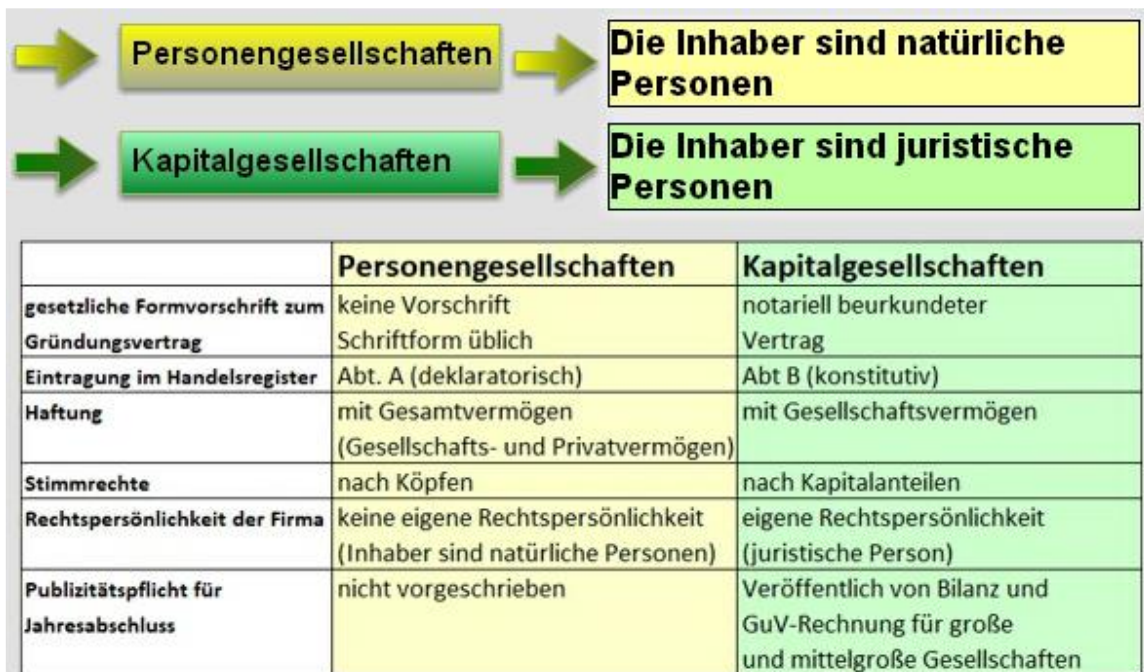 Personengesellschaften
Die Inhaber sind natürliche
Personen
Kapitalgesellschaften
Die Inhaber sind juristische
Personen
Personengesellschaften Kapitalgesellschaften
gesetzliche Formvorschrift zum keine Vorschrift notariell beurkundeter
Gründungsvertrag Schriftform üblich Vertrag
Eintragung im Handelsregister Abt. A (deklaratorisch) Abt B (konstitutiv)
Haftung mit Gesamtvermögen mit Gesellschaftsvermögen
(Gesellschafts- und Privatvermögen)
Stimmrechte nach Köpfen nach Kapitalanteilen
Rechtspersönlichkeit der Firma keine eigene Rechtspersönlichkeit eigene Rechtspersönlichkeit
(Inhaber sind natürliche Personen) (juristische Person)
Publizitätspflicht für nicht vorgeschrieben Veröffentlich von Bilanz und
Jahresabschluss GuV-Rechnung für große
und mittelgroße Gesellschaften